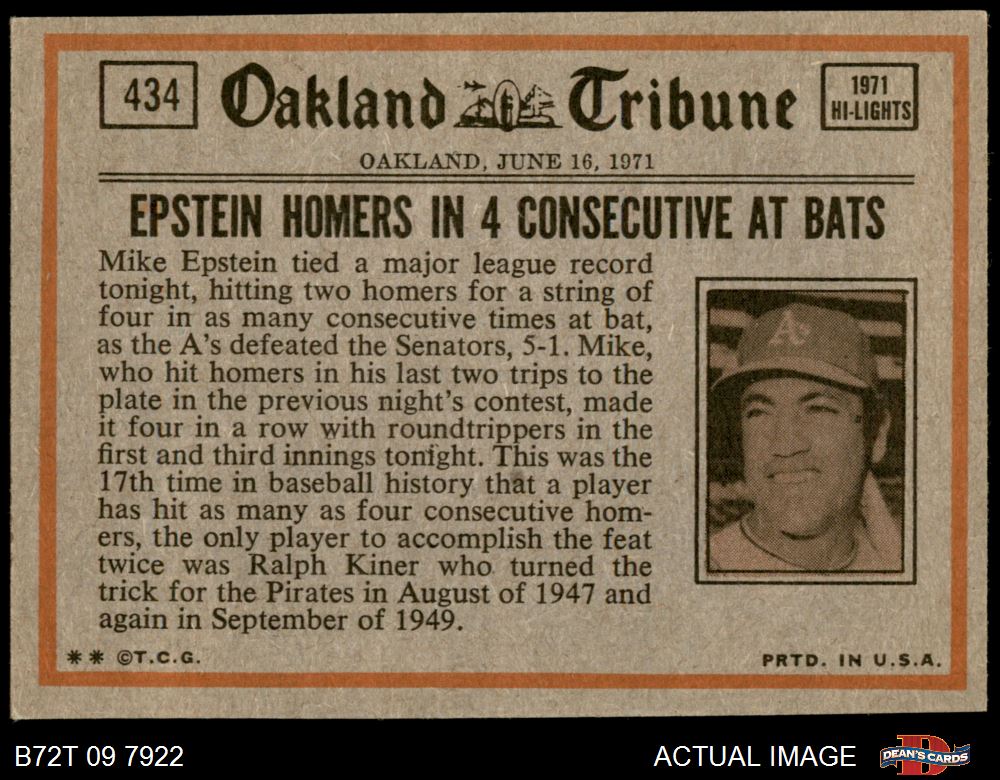 434
Oakland Tribune
1971
HI-LIGHTS
OAKLAND, JUNE 16, 1971
EPSTEIN HOMERS IN 4 CONSECUTIVE AT BATS
Mike Epstein tied a major league record
tonight, hitting two homers for a string of
four in as many consecutive times at bat,
as the A's defeated the Senators, 5-1. Mike,
who hit homers in his last two trips to the
plate in the previous night's contest, made
it four in a row with roundtrippers in the
first and third innings tonight. This was the
17th time in baseball history that a player
has hit as many as four consecutive hom-
ers, the only player to accomplish the feat
twice was Ralph Kiner who turned the
trick for the Pirates in August of 1947 and
again in September of 1949.
A's
** ©T.C.G.
PRTD. IN U.S.A.
B72T 09 7922
ACTUAL IMAGE
D
DEAN'S CARDS